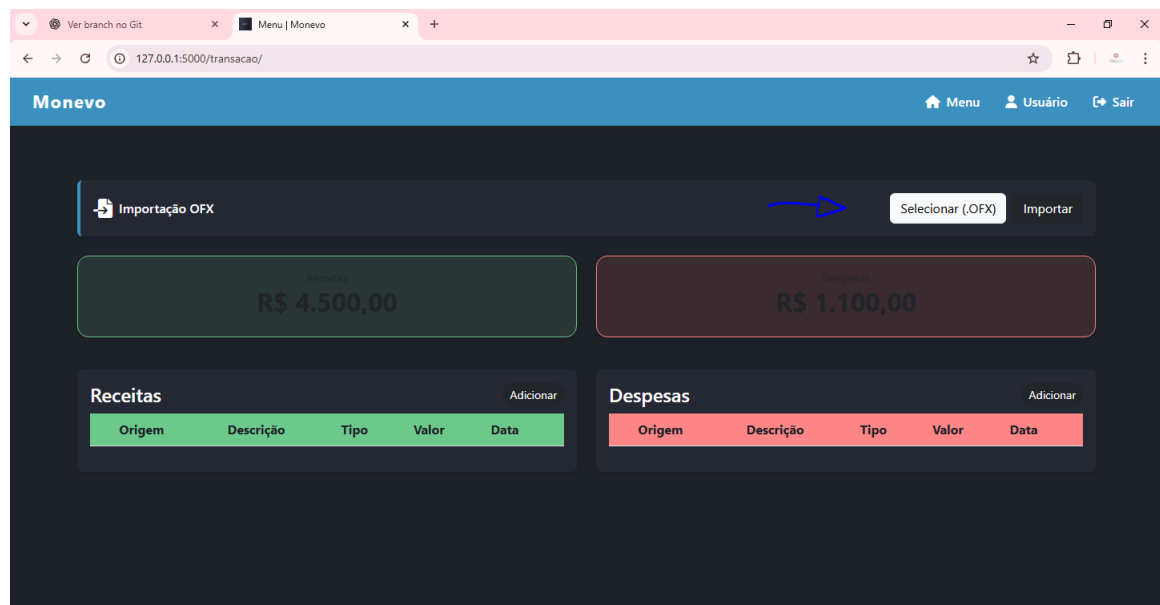 Ver branch no Git
Menu | Monevo
127.0.0.1:5000/transacao/
Monevo
Menu
Usuário
Sair
Importação OFX
Selecionar (.OFX)
Importar
Receitas
R$ 4.500,00
Despesas
R$ 1.100,00
Receitas
Adicionar
Origem Descrição Tipo Valor Data
Despesas
Adicionar
Origem Descrição Tipo Valor Data